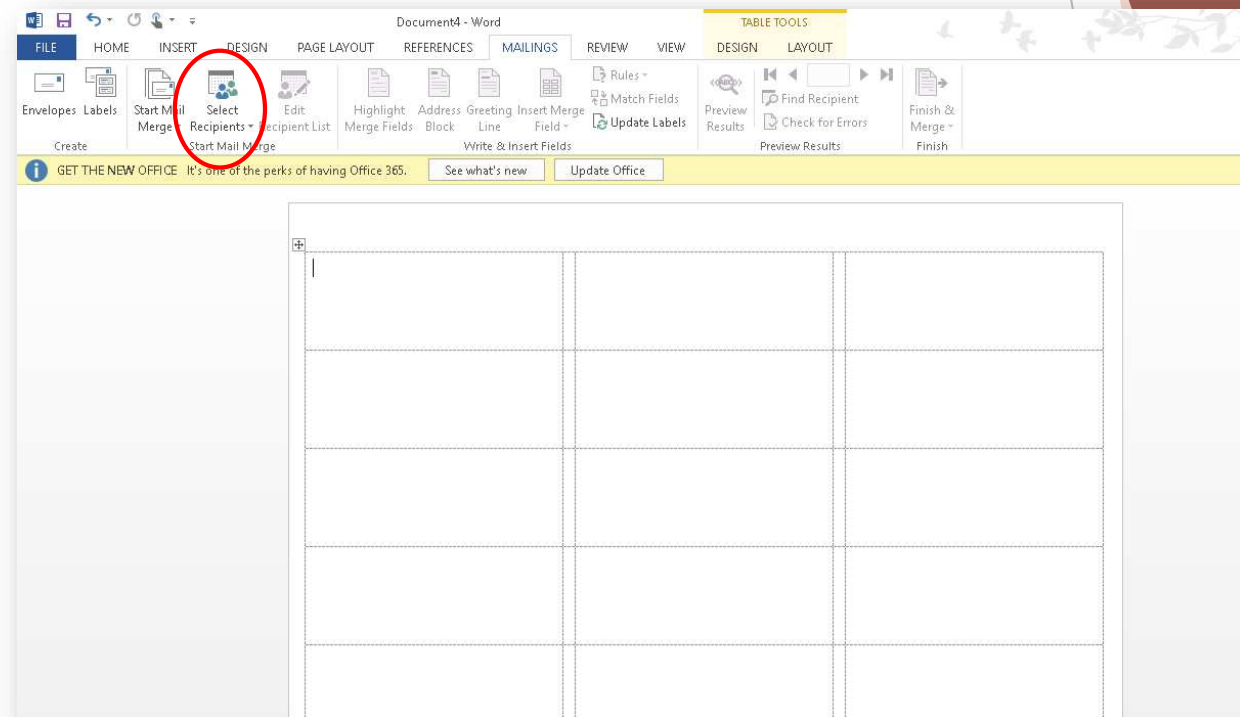 Document4 - Word
TABLE TOOLS
FILE HOME INSERT DESIGN PAGE LAYOUT REFERENCES MAILINGS REVIEW VIEW DESIGN LAYOUT
Envelopes Labels
Start Mail Merge
Select Recipients
Edit Recipient List
Highlight Merge Fields
Address Block
Greeting Line
Insert Merge Field
Rules
Match Fields
Update Labels
ABC
Preview Results
Find Recipient
Check for Errors
Finish & Merge
Create
Start Mail Merge
Write & Insert Fields
Preview Results
Finish
GET THE NEW OFFICE It's one of the perks of having Office 365. See what's new Update Office